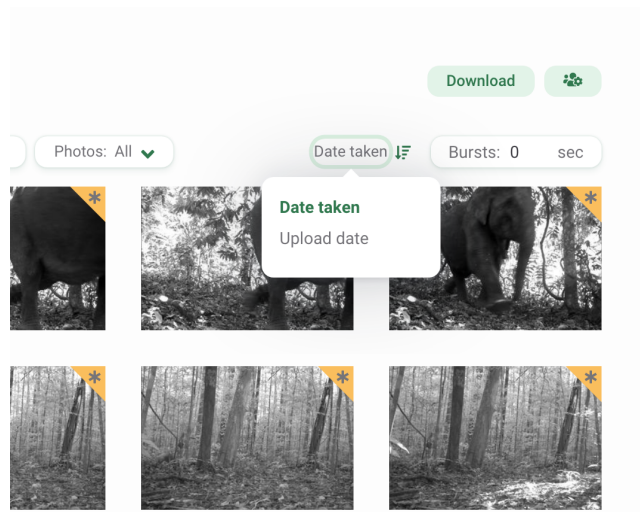 Download
Photos: All
Date taken
Bursts: 0 sec
Date taken
Upload date